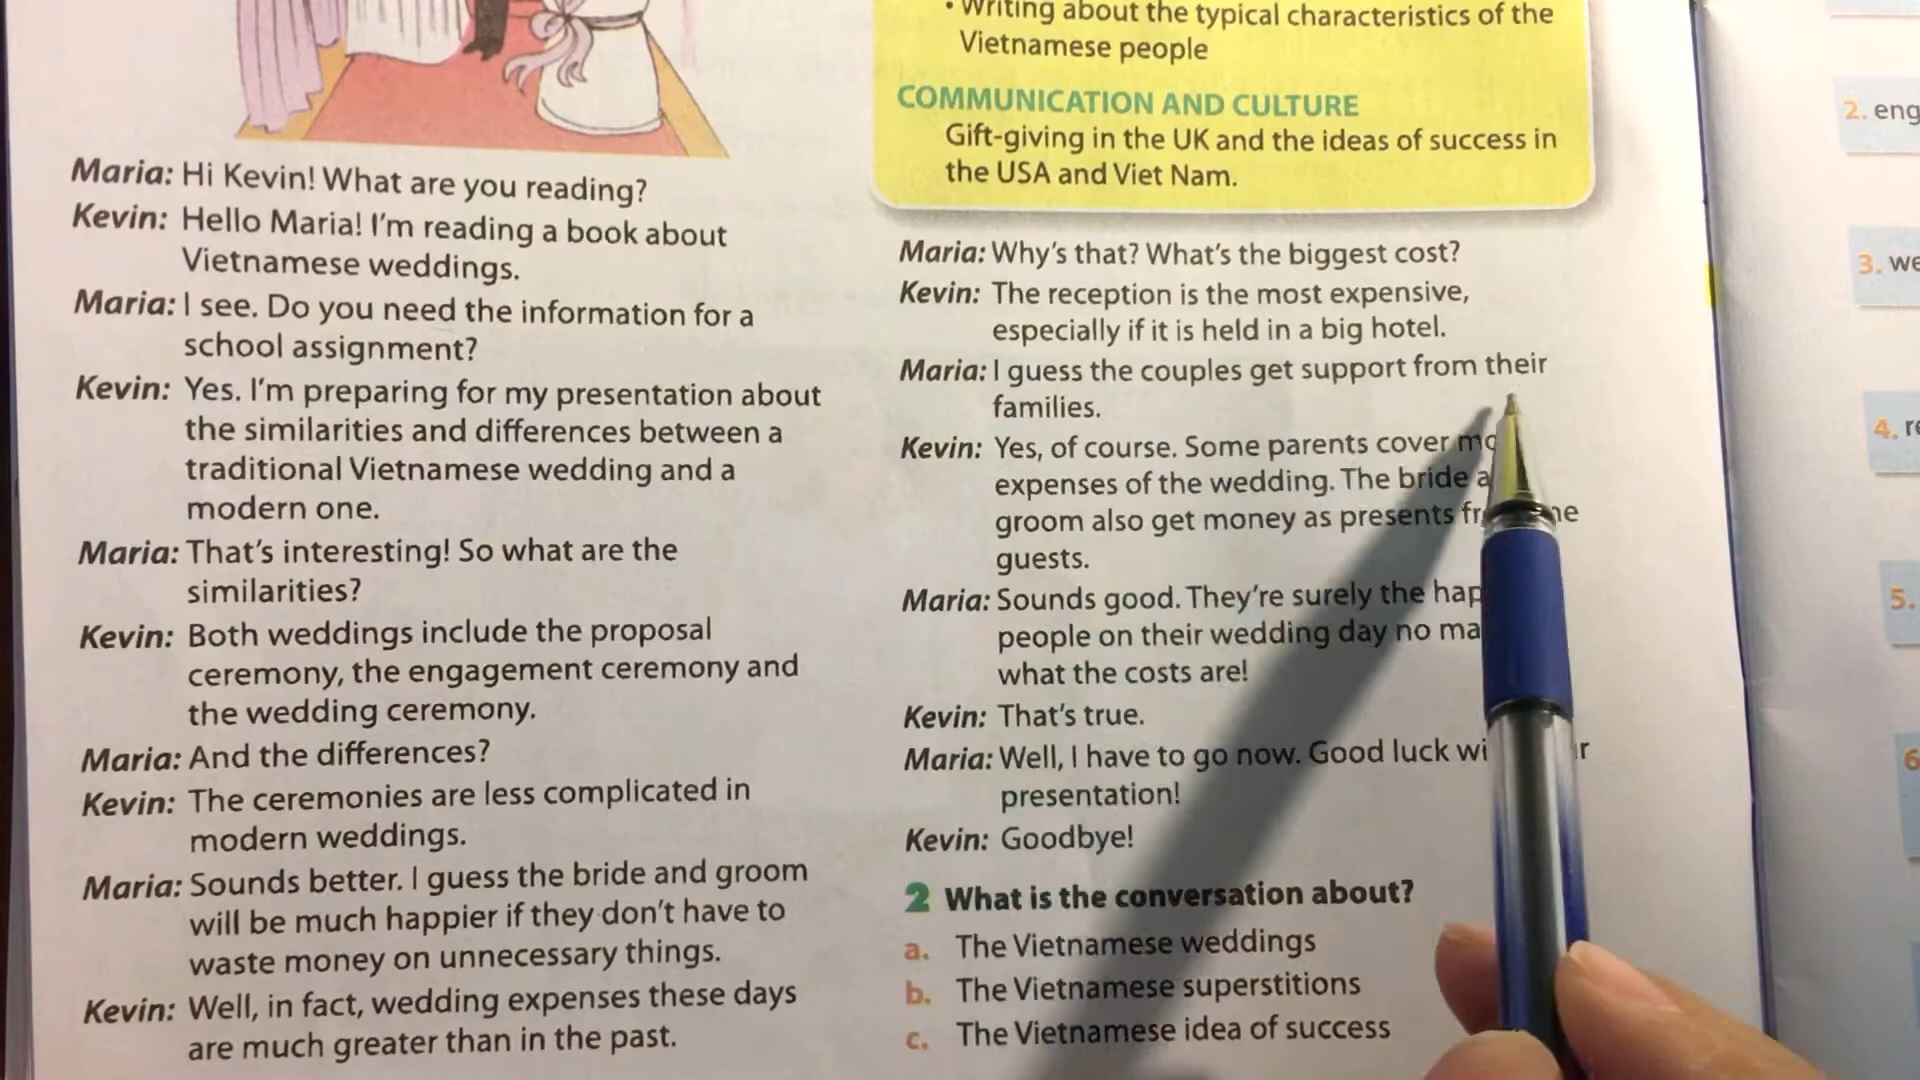 Maria: Hi Kevin! What are you reading?
Kevin: Hello Maria! I'm reading a book about
Vietnamese weddings.
Maria: I see. Do you need the information for a
school assignment?
Kevin: Yes. I'm preparing for my presentation about
the similarities and differences between a
traditional Vietnamese wedding and a
modern one.
Maria: That's interesting! So what are the
similarities?
Kevin: Both weddings include the proposal
ceremony, the engagement ceremony and
the wedding ceremony.
Maria: And the differences?
Kevin: The ceremonies are less complicated in
modern weddings.
Maria: Sounds better. I guess the bride and groom
will be much happier if they don't have to
waste money on unnecessary things.
Kevin: Well, in fact, wedding expenses these days
are much greater than in the past.
• Writing about the typical characteristics of the
Vietnamese people
COMMUNICATION AND CULTURE
Gift-giving in the UK and the ideas of success in
the USA and Viet Nam.
Maria: Why's that? What's the biggest cost?
Kevin: The reception is the most expensive,
especially if it is held in a big hotel.
Maria: I guess the couples get support from their
families.
Kevin: Yes, of course. Some parents cover
expenses of the wedding. The bride
groom also get money as presents
guests.
Maria: Sounds good. They're surely the
people on their wedding day no
what the costs are!
Kevin: That's true.
Maria: Well, I have to go now. Good luck
presentation!
Kevin: Goodbye!
2 What is the conversation about?
a. The Vietnamese weddings
b. The Vietnamese superstitions
c. The Vietnamese idea of success
2.
3.
4.
5.
6